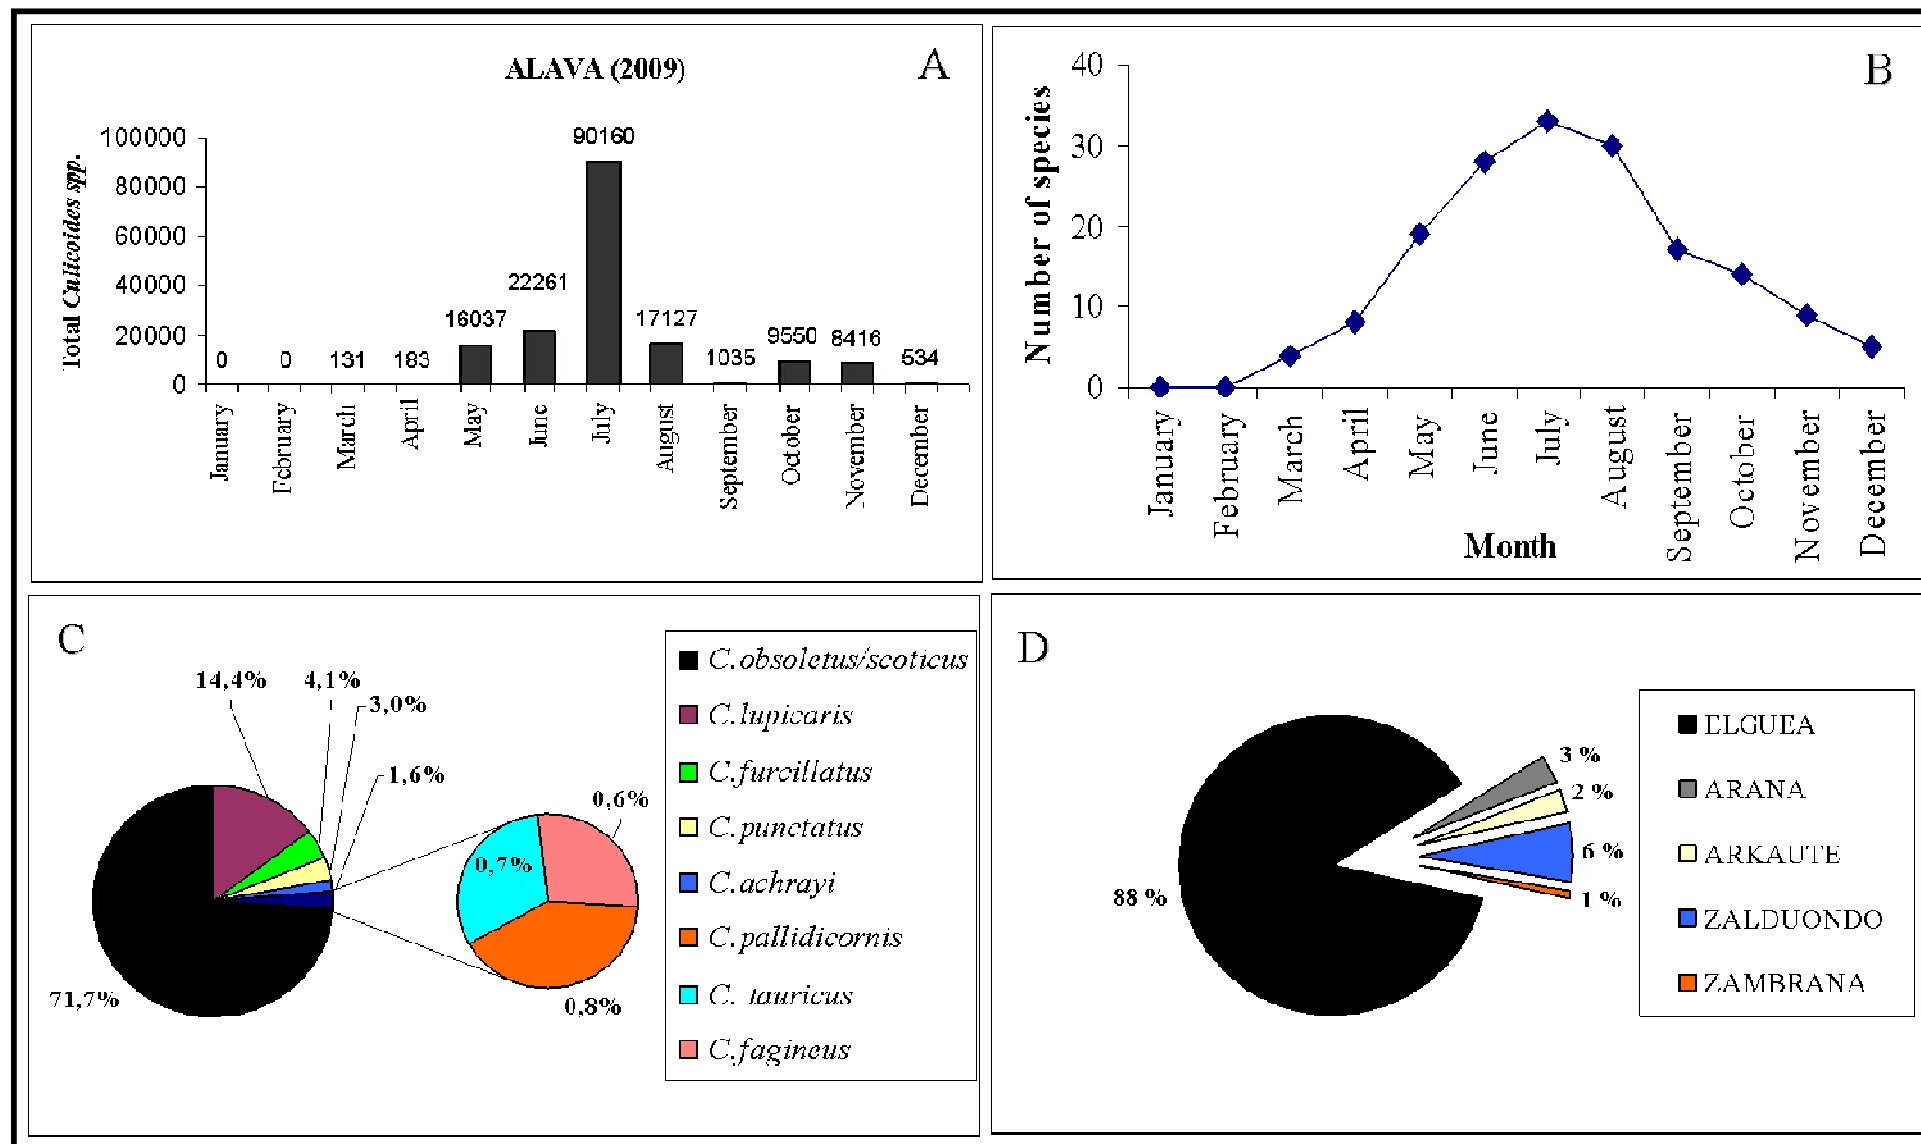 ALAVA (2009)
A
Total Culicoides spp.
100000
80000
60000
40000
20000
0
0
0
131
183
16037
22261
90160
17127
1035
9550
8416
534
January
February
March
April
May
June
July
August
September
October
November
December
B
Number of species
40
30
20
10
0
January
February
March
April
May
June
July
August
September
October
November
December
Month
C
14,4%
4,1%
3,0%
1,6%
71,7%
0,6%
0,7%
0,8%
C.obsoletus/scoticus
C.lupicaris
C.furcillatus
C.punctatus
C.achrayi
C.pallidicornis
C. tauricus
C.fagineus
D
88 %
3 %
2 %
6 %
1 %
ELGUEA
ARANA
ARKAUTE
ZALDUONDO
ZAMBRANA